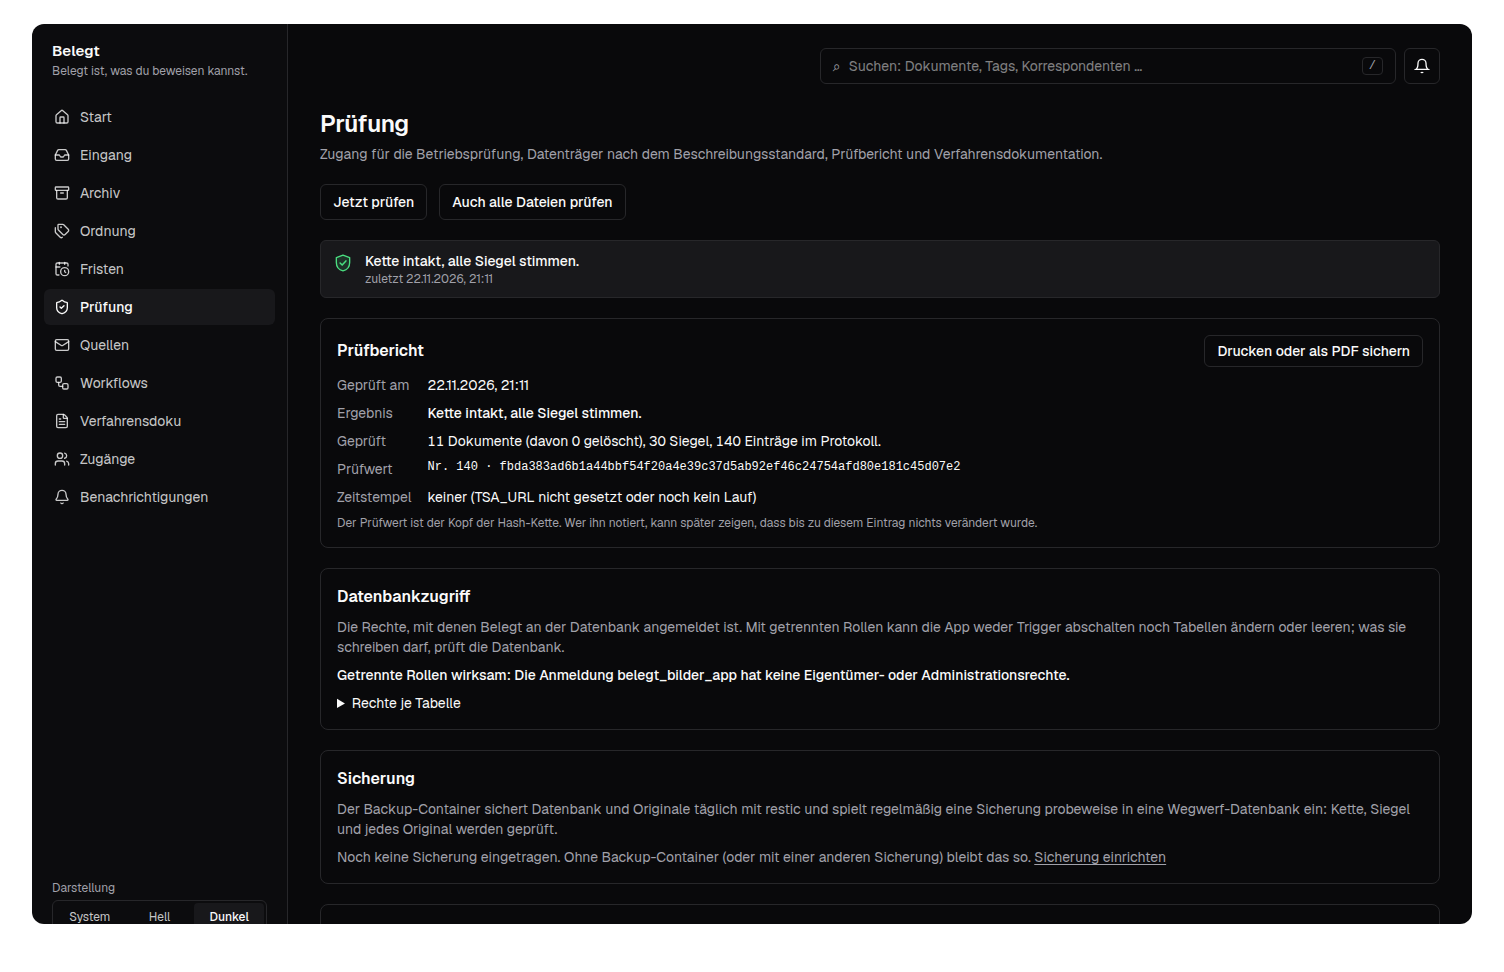 Belegt
Belegt ist, was du beweisen kannst.
Start
Eingang
Archiv
Ordnung
Fristen
Prüfung
Quellen
Workflows
Verfahrensdoku
Zugänge
Benachrichtigungen
Darstellung
System Hell Dunkel
Suchen: Dokumente, Tags, Korrespondenten … /
Prüfung
Zugang für die Betriebsprüfung, Datenträger nach dem Beschreibungsstandard, Prüfbericht und Verfahrensdokumentation.
Jetzt prüfen Auch alle Dateien prüfen
Kette intakt, alle Siegel stimmen.
zuletzt 22.11.2026, 21:11
Prüfbericht Drucken oder als PDF sichern
Geprüft am 22.11.2026, 21:11
Ergebnis Kette intakt, alle Siegel stimmen.
Geprüft 11 Dokumente (davon 0 gelöscht), 30 Siegel, 140 Einträge im Protokoll.
Prüfwert Nr. 140 · fbda383ad6b1a44bbf54f20a4e39c37d5ab92ef46c24754afd80e181c45d07e2
Zeitstempel keiner (TSA_URL nicht gesetzt oder noch kein Lauf)
Der Prüfwert ist der Kopf der Hash-Kette. Wer ihn notiert, kann später zeigen, dass bis zu diesem Eintrag nichts verändert wurde.
Datenbankzugriff
Die Rechte, mit denen Belegt an der Datenbank angemeldet ist. Mit getrennten Rollen kann die App weder Trigger abschalten noch Tabellen ändern oder leeren; was sie
schreiben darf, prüft die Datenbank.
Getrennte Rollen wirksam: Die Anmeldung belegt_bilder_app hat keine Eigentümer- oder Administrationsrechte.
Rechte je Tabelle
Sicherung
Der Backup-Container sichert Datenbank und Originale täglich mit restic und spielt regelmäßig eine Sicherung probeweise in eine Wegwerf-Datenbank ein: Kette, Siegel
und jedes Original werden geprüft.
Noch keine Sicherung eingetragen. Ohne Backup-Container (oder mit einer anderen Sicherung) bleibt das so. Sicherung einrichten